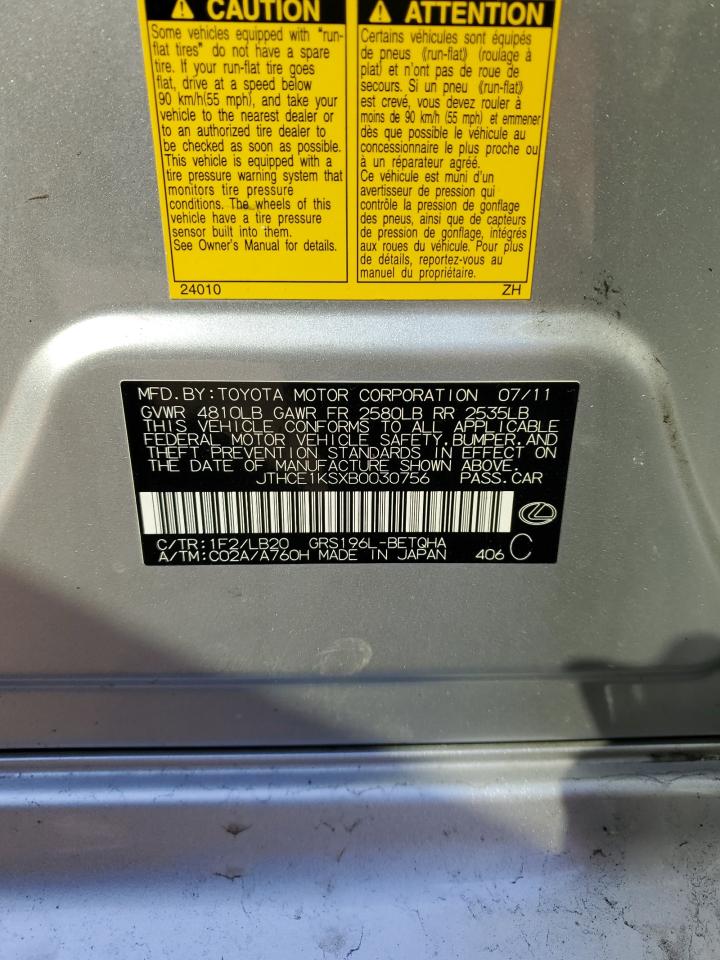 CAUTION
Some vehicles equipped with "run-
flat tires" do not have a spare
tire. If your run-flat tire goes
flat, drive at a speed below
90 km/h(55 mph), and take your
vehicle to the nearest dealer or
to an authorized tire dealer to
be checked as soon as possible.
This vehicle is equipped with a
tire pressure warning system that
monitors tire pressure
conditions. The wheels of this
vehicle have a tire pressure
sensor built into them.
See Owner's Manual for details.
24010
ATTENTION
Certains véhicules sont équipés
de pneus 《run-flat》 (roulage à
plat) et n'ont pas de roue de
secours. Si un pneu 《run-flat》
est crevé, vous devez rouler à
moins de 90 km/h (55 mph) et emmener
dès que possible le véhicule au
concessionnaire le plus proche ou
à un réparateur agréé.
Ce véhicule est muni d'un
avertisseur de pression qui
contrôle la pression de gonflage
des pneus, ainsi que de capteurs
de pression de gonflage, intégrés
aux roues du véhicule. Pour plus
de détails, reportez-vous au
manuel du propriétaire.
ZH
MFD.BY:TOYOTA MOTOR CORPORATION 07/11
GVWR 4810LB GAWR FR 2580LB RR 2535LB
THIS VEHICLE CONFORMS TO ALL APPLICABLE
FEDERAL MOTOR VEHICLE SAFETY,BUMPER,AND
THEFT PREVENTION STANDARDS IN EFFECT ON
THE DATE OF MANUFACTURE SHOWN ABOVE.
JTHCE1KSXB0030756 PASS.CAR
C/TR:1F2/LB20 GRS196L-BETQHA
A/TM:C02A/A760H MADE IN JAPAN 406 C